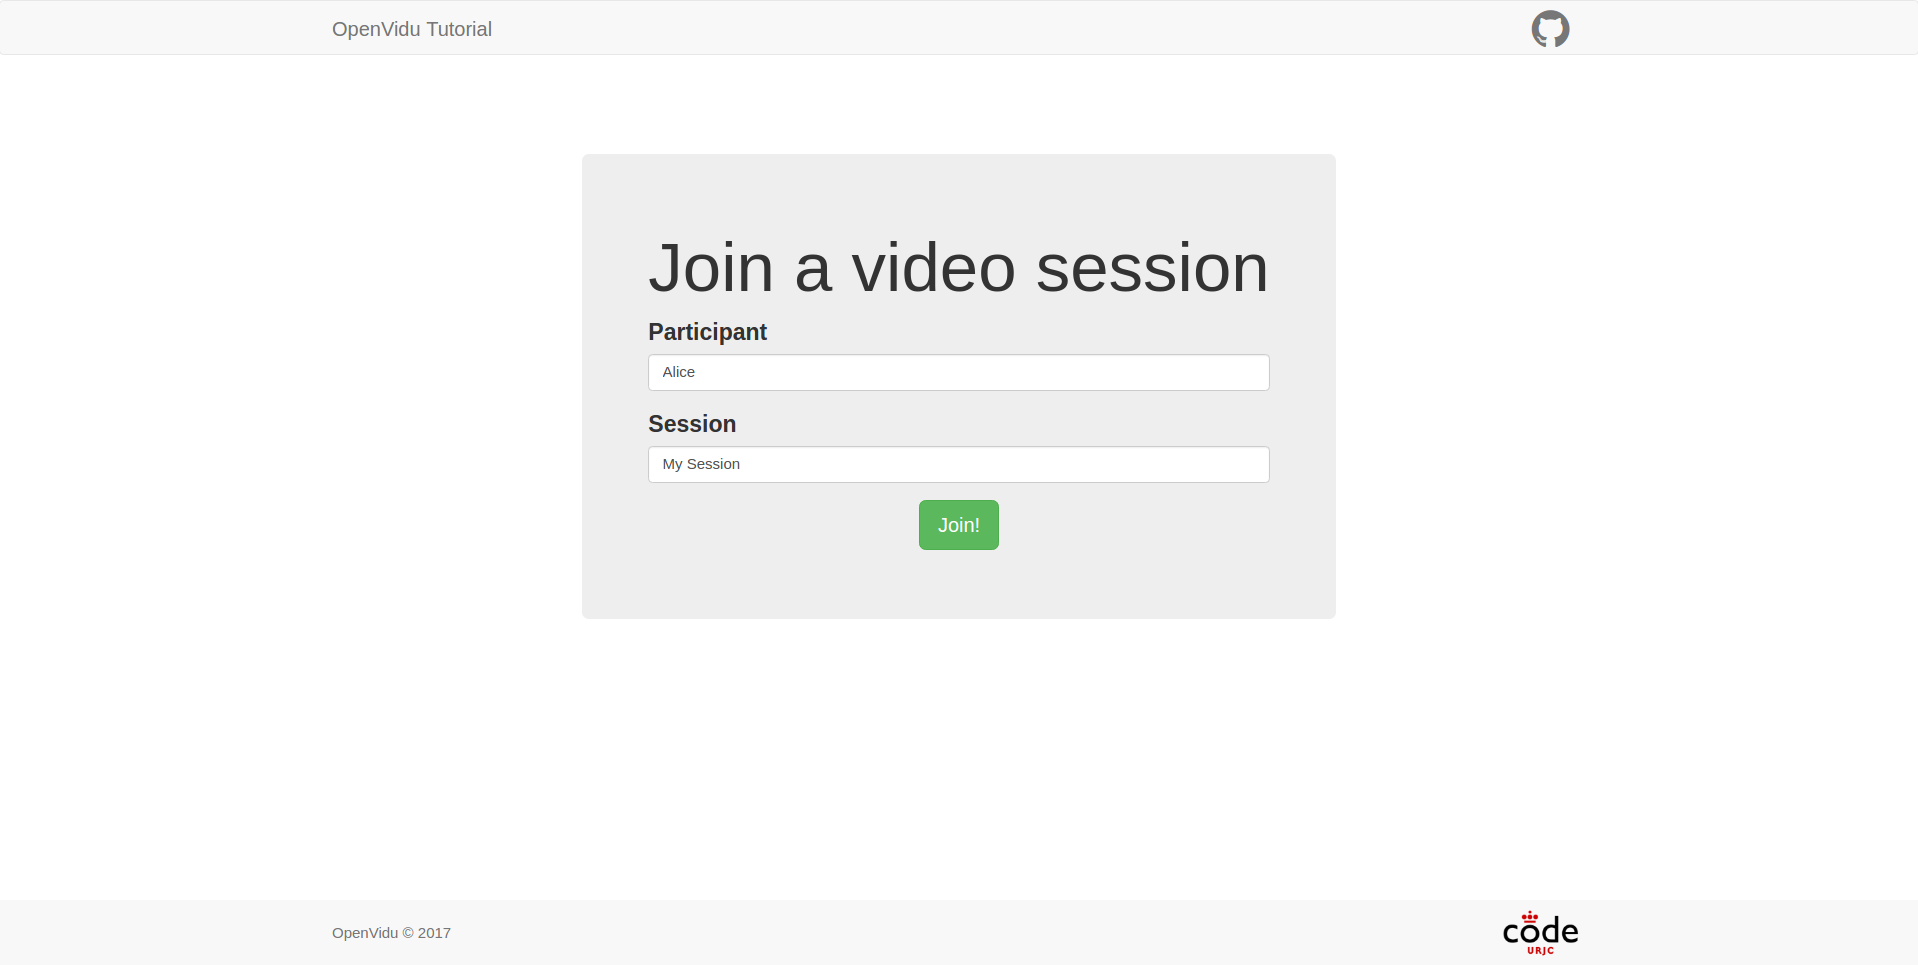 OpenVidu Tutorial
Join a video session
Participant
Alice
Session
My Session
Join!
OpenVidu © 2017
code
URJC